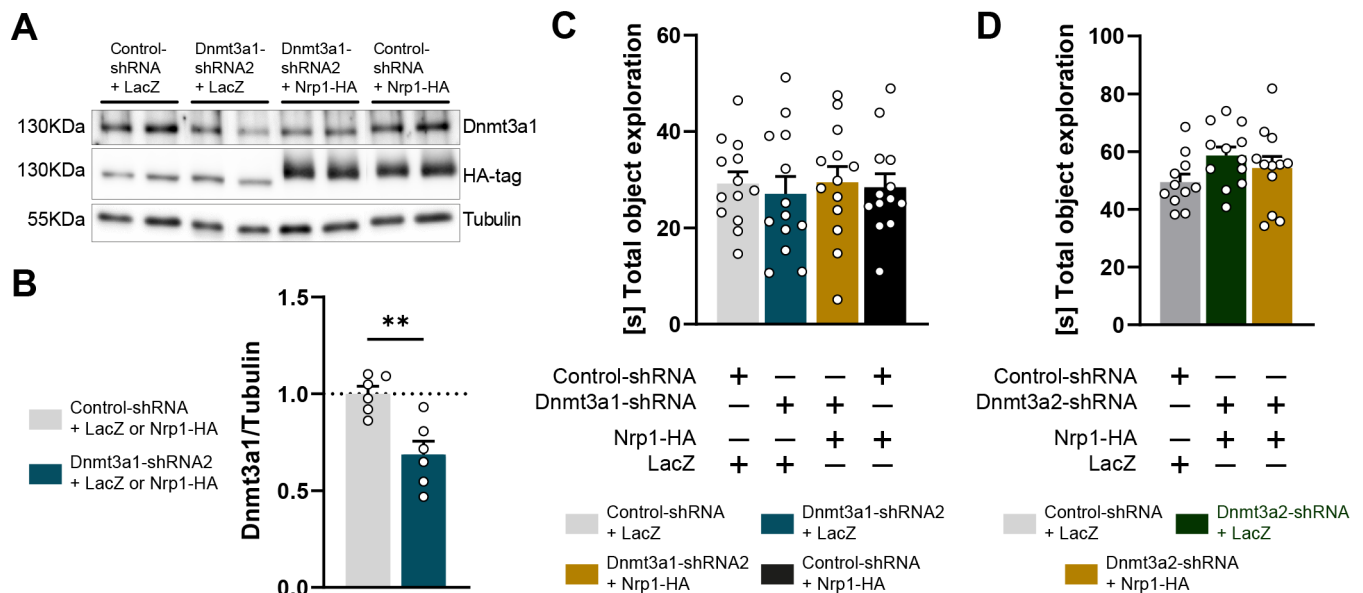 A
Control-
shRNA
+ LacZ
Dnmt3a1-
shRNA2
+ LacZ
Dnmt3a1-
shRNA2
+ Nrp1-HA
Control-
shRNA
+ Nrp1-HA
130KDa
Dnmt3a1
130KDa
HA-tag
55KDa
Tubulin
B
Control-shRNA
+ LacZ or Nrp1-HA
Dnmt3a1-shRNA2
+ LacZ or Nrp1-HA
Dnmt3a1/Tubulin
1.5
1.0
0.5
0.0
**
C
[s] Total object exploration
60
40
20
0
Control-shRNA + — — +
Dnmt3a1-shRNA — + + —
Nrp1-HA — — + +
LacZ + + — —
Control-shRNA
+ LacZ
Dnmt3a1-shRNA2
+ LacZ
Dnmt3a1-shRNA2
+ Nrp1-HA
Control-shRNA
+ Nrp1-HA
D
[s] Total object exploration
100
80
60
40
20
0
Control-shRNA + — —
Dnmt3a2-shRNA — + +
Nrp1-HA — + +
LacZ + — —
Control-shRNA
+ LacZ
Dnmt3a2-shRNA
+ LacZ
Dnmt3a2-shRNA
+ Nrp1-HA